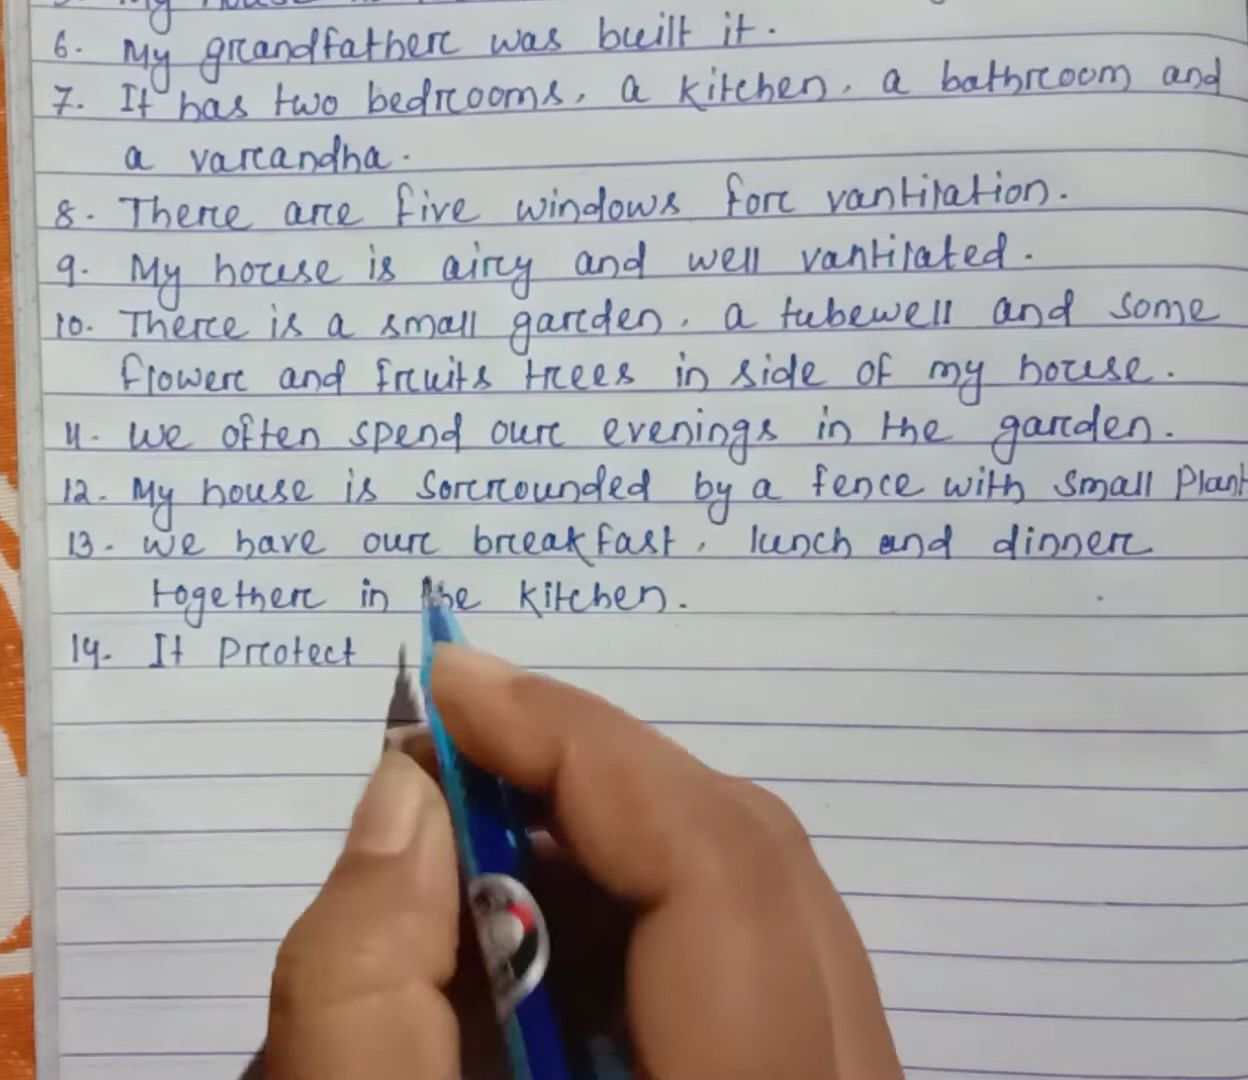 My house
6. My grandfather was built it.
7. It has two bedrooms, a kitchen, a bathroom and
a varandha.
8. There are five windows for vantilation.
9. My house is airy and well vantilated.
10. There is a small garden, a tubewell and some
flower and fruits trees in side of my house.
11. We often spend our evenings in the garden.
12. My house is sorrounded by a fence with small Plant
13. We have our breakfast, lunch and dinner
together in the kitchen.
14. It Protect